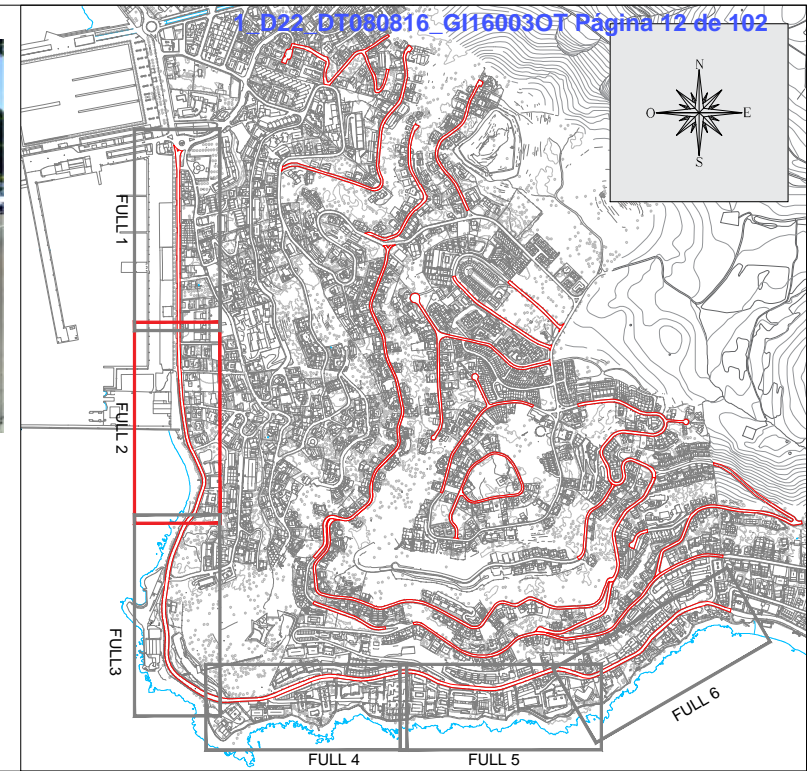 1_D22_DT080816_GI16003OT Página 12 de 102
N
O
E
S
FULL 1
FULL 2
FULL3
FULL 4
FULL 5
FULL 6